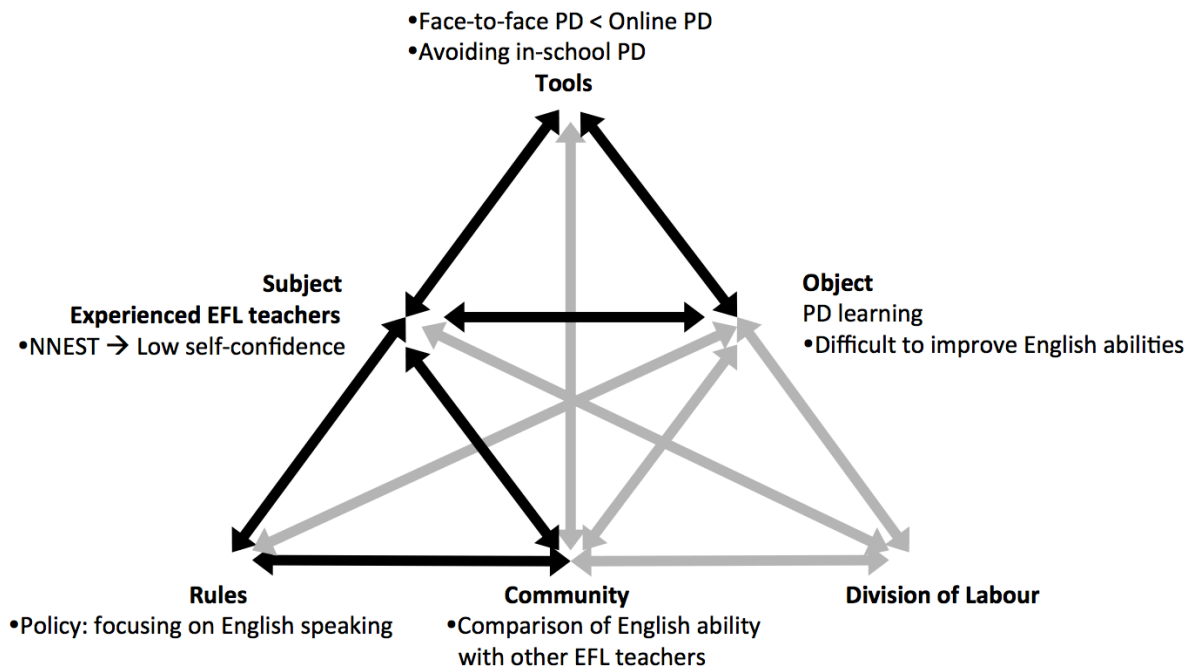 •Face-to-face PD < Online PD
•Avoiding in-school PD
Tools
Subject
Experienced EFL teachers
•NNEST → Low self-confidence
Object
PD learning
•Difficult to improve English abilities
Rules
•Policy: focusing on English speaking
Community
•Comparison of English ability
with other EFL teachers
Division of Labour